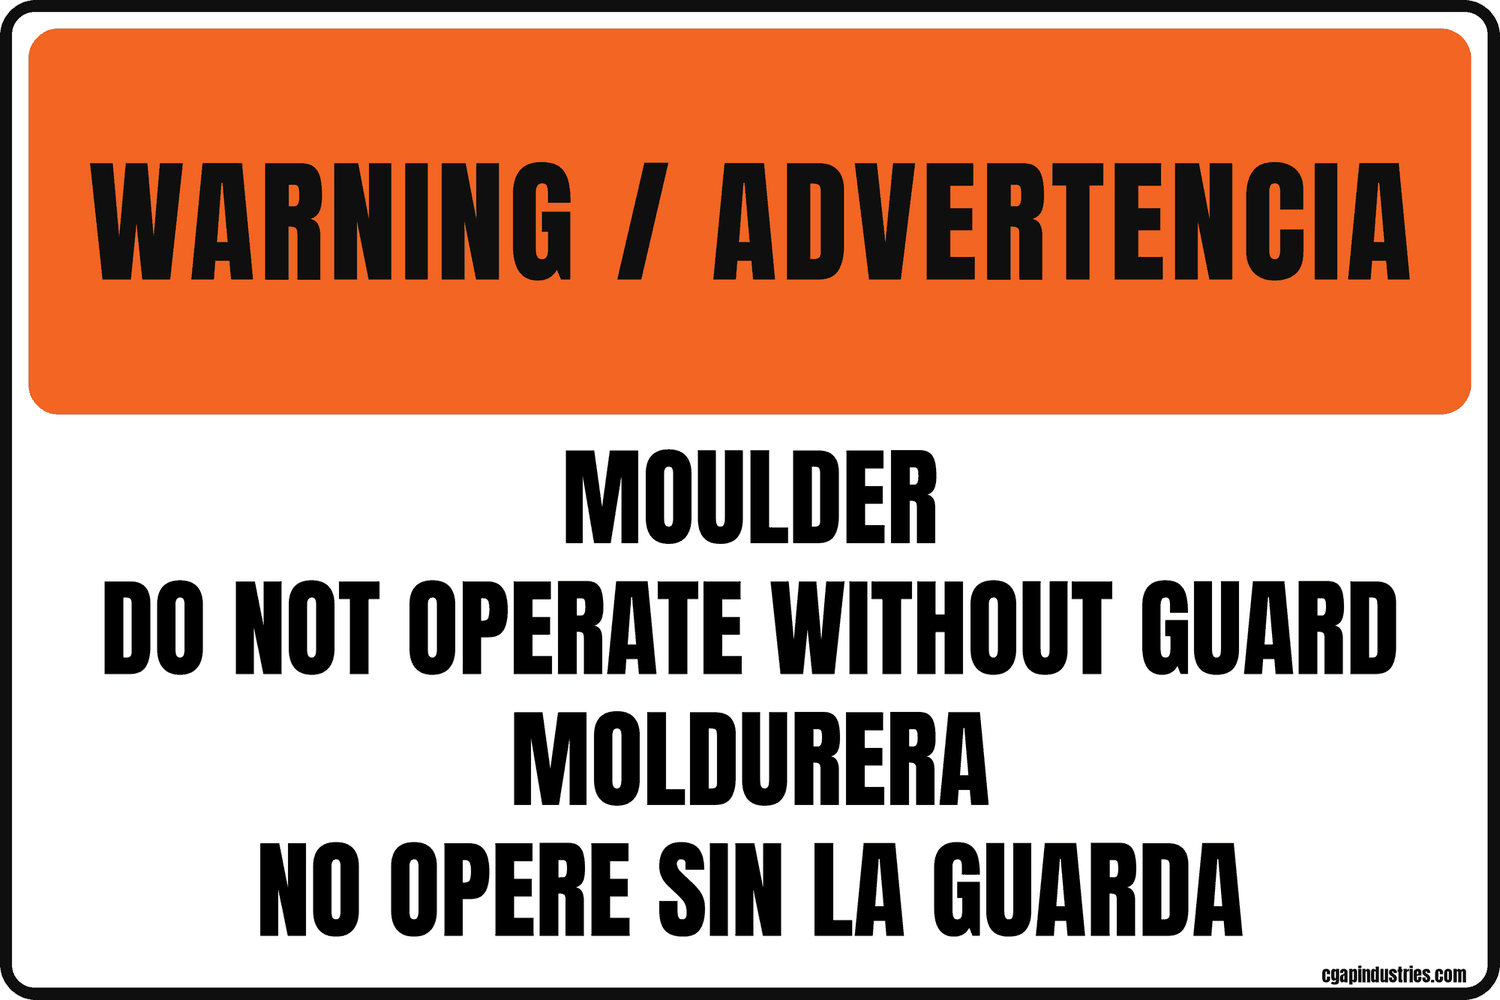 WARNING / ADVERTENCIA
MOULDER
DO NOT OPERATE WITHOUT GUARD
MOLDURERA
NO OPERE SIN LA GUARDA
cgapindustries.com